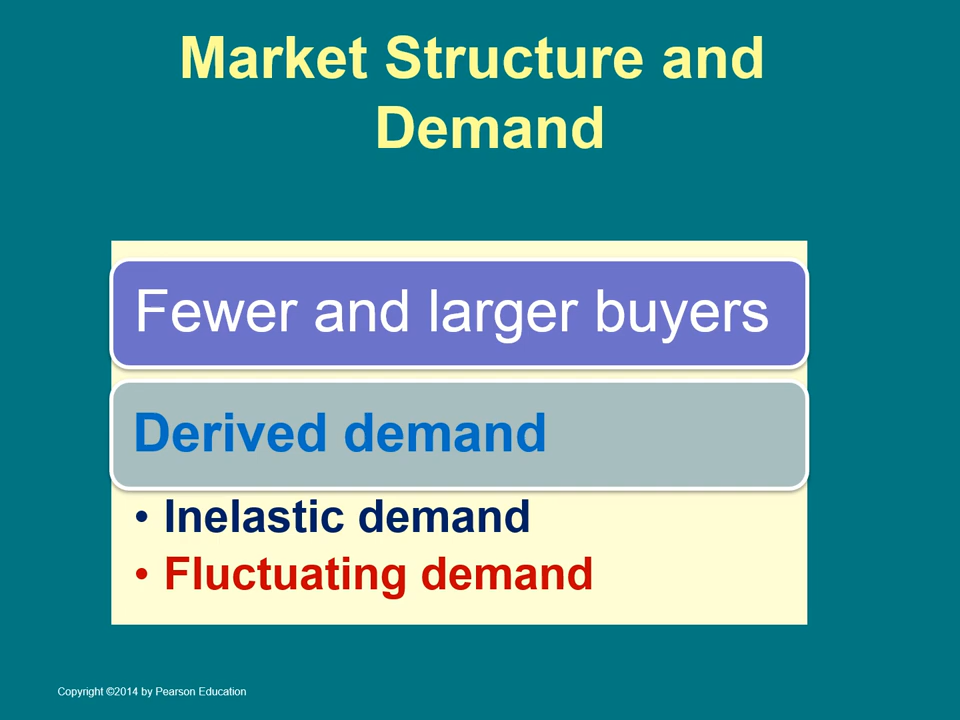 Market Structure and
Demand
Fewer and larger buyers
Derived demand
• Inelastic demand
• Fluctuating demand
Copyright ©2014 by Pearson Education